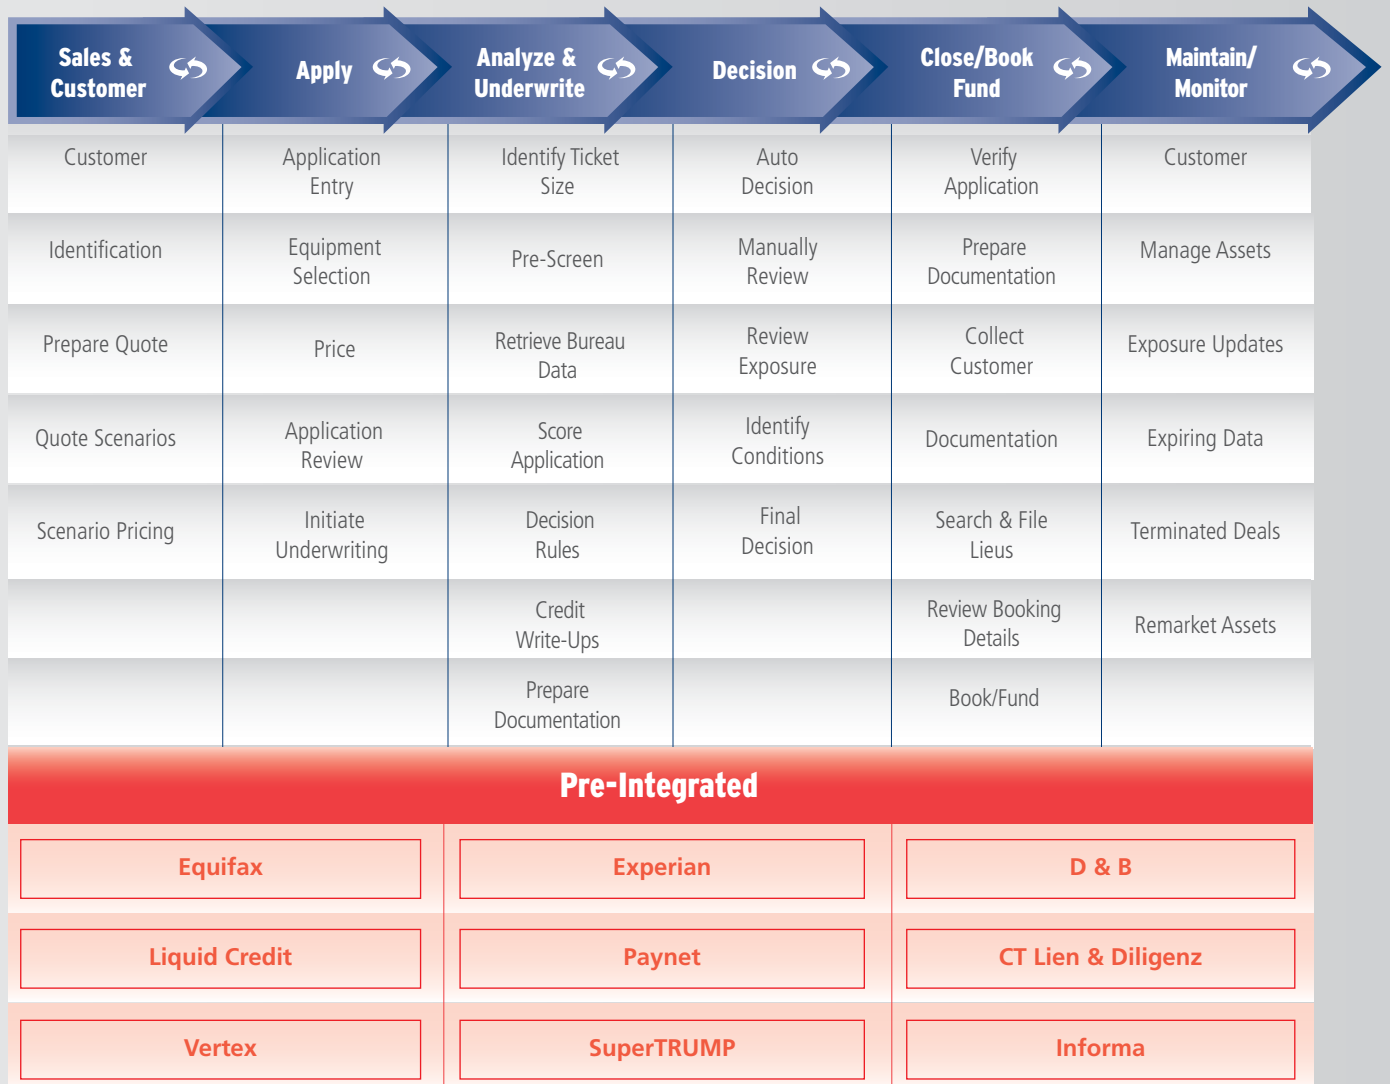 Sales &
Customer
Apply
Analyze &
Underwrite
Decision
Close/Book
Fund
Maintain/
Monitor
Customer
Application
Entry
Identify Ticket
Size
Auto
Decision
Verify
Application
Customer
Identification
Equipment
Selection
Pre-Screen
Manually
Review
Prepare
Documentation
Manage Assets
Prepare Quote
Price
Retrieve Bureau
Data
Review
Exposure
Collect
Customer
Exposure Updates
Quote Scenarios
Application
Review
Score
Application
Identify
Conditions
Documentation
Expiring Data
Scenario Pricing
Initiate
Underwriting
Decision
Rules
Final
Decision
Search & File
Lieus
Terminated Deals
Credit
Write-Ups
Review Booking
Details
Remarket Assets
Prepare
Documentation
Book/Fund
Pre-Integrated
Equifax
Experian
D & B
Liquid Credit
Paynet
CT Lien & Diligenz
Vertex
SuperTRUMP
Informa